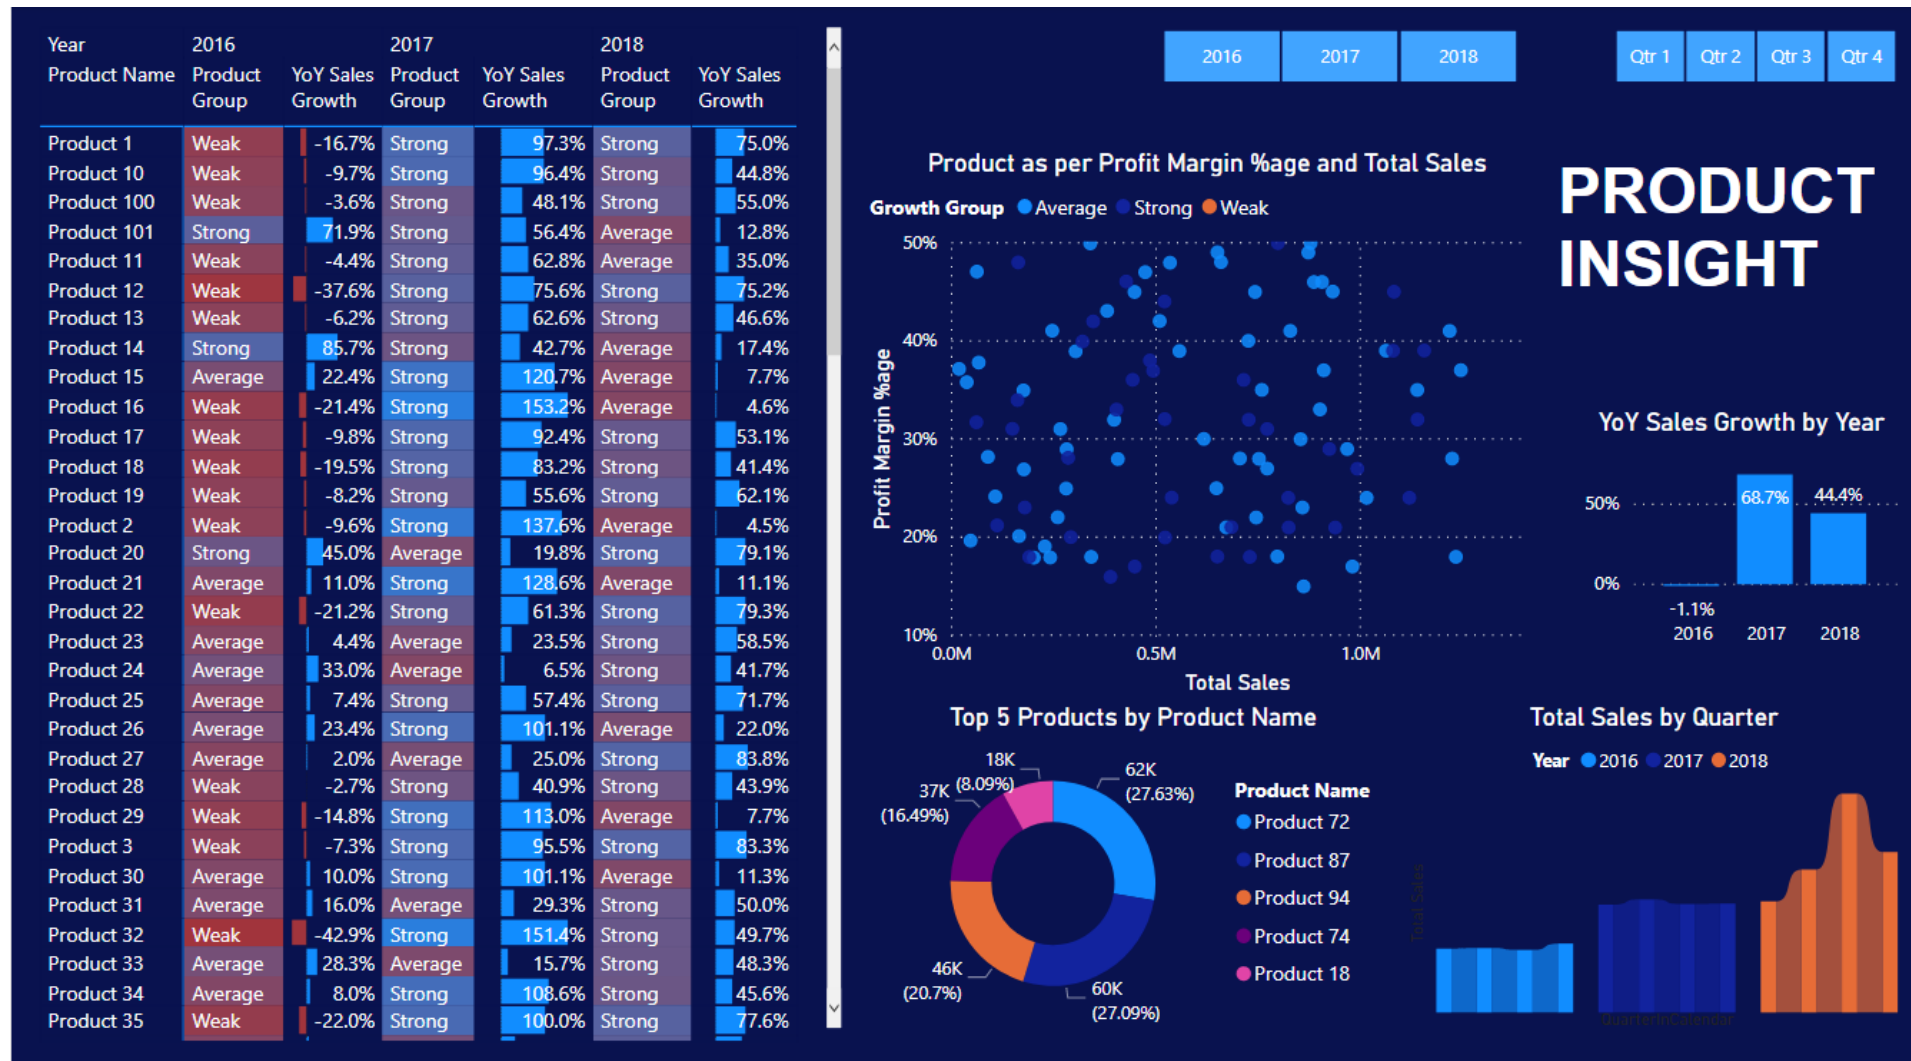 Year 2016 2017 2018
Product Name Product Group YoY Sales Growth Product Group YoY Sales Growth Product Group YoY Sales Growth
Product 1 Weak -16.7% Strong 97.3% Strong 75.0%
Product 10 Weak -9.7% Strong 96.4% Strong 44.8%
Product 100 Weak -3.6% Strong 48.1% Strong 55.0%
Product 101 Strong 71.9% Strong 56.4% Average 12.8%
Product 11 Weak -4.4% Strong 62.8% Average 35.0%
Product 12 Weak -37.6% Strong 75.6% Strong 75.2%
Product 13 Weak -6.2% Strong 62.6% Strong 46.6%
Product 14 Strong 85.7% Strong 42.7% Average 17.4%
Product 15 Average 22.4% Strong 120.7% Average 7.7%
Product 16 Weak -21.4% Strong 153.2% Average 4.6%
Product 17 Weak -9.8% Strong 92.4% Strong 53.1%
Product 18 Weak -19.5% Strong 83.2% Strong 41.4%
Product 19 Weak -8.2% Strong 55.6% Strong 62.1%
Product 2 Weak -9.6% Strong 137.6% Average 4.5%
Product 20 Strong 45.0% Average 19.8% Strong 79.1%
Product 21 Average 11.0% Strong 128.6% Average 11.1%
Product 22 Weak -21.2% Strong 61.3% Strong 79.3%
Product 23 Average 4.4% Average 23.5% Strong 58.5%
Product 24 Average 33.0% Average 6.5% Strong 41.7%
Product 25 Average 7.4% Strong 57.4% Strong 71.7%
Product 26 Average 23.4% Strong 101.1% Average 22.0%
Product 27 Average 2.0% Average 25.0% Strong 83.8%
Product 28 Weak -2.7% Strong 40.9% Strong 43.9%
Product 29 Weak -14.8% Strong 113.0% Average 7.7%
Product 3 Weak -7.3% Strong 95.5% Strong 83.3%
Product 30 Average 10.0% Strong 101.1% Average 11.3%
Product 31 Average 16.0% Average 29.3% Strong 50.0%
Product 32 Weak -42.9% Strong 151.4% Strong 49.7%
Product 33 Average 28.3% Average 15.7% Strong 48.3%
Product 34 Average 8.0% Strong 108.6% Strong 45.6%
Product 35 Weak -22.0% Strong 100.0% Strong 77.6%
2016 2017 2018
Qtr 1 Qtr 2 Qtr 3 Qtr 4
PRODUCT
INSIGHT
Product as per Profit Margin %age and Total Sales
Growth Group Average Strong Weak
Profit Margin %age
50%
40%
30%
20%
10%
0.0M 0.5M 1.0M
Total Sales
YoY Sales Growth by Year
50%
0%
-1.1% 68.7% 44.4%
2016 2017 2018
Top 5 Products by Product Name
62K
(27.63%)
60K
(27.09%)
46K
(20.7%)
37K
(16.49%)
18K
(8.09%)
Product Name
Product 72
Product 87
Product 94
Product 74
Product 18
Total Sales by Quarter
Year 2016 2017 2018
Total Sales
QuarterInCalendar